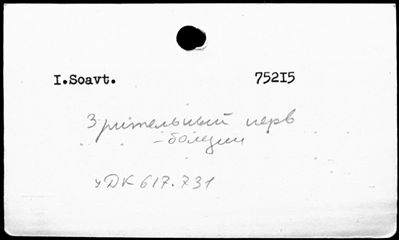 I.Soavt. 75215
Зрительный нерв
-болезни
УДК 617.731